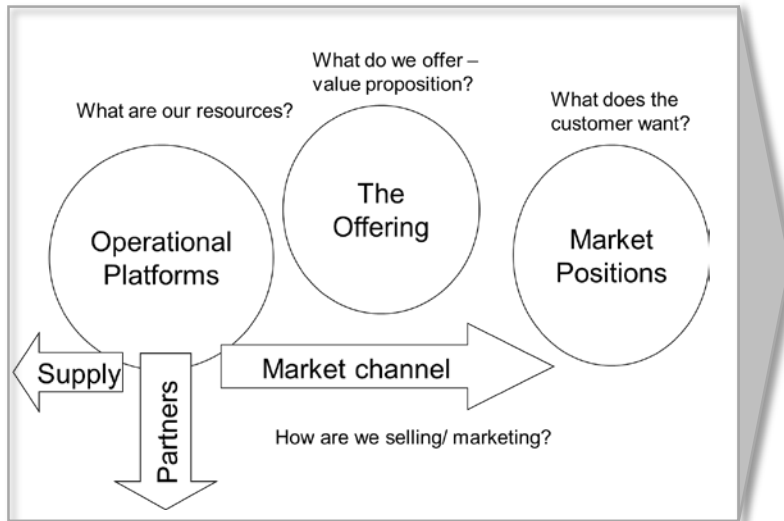 What do we offer –
value proposition?
What are our resources?
What does the
customer want?
The
Offering
Operational
Platforms
Market
Positions
Supply
Market channel
Partners
How are we selling/ marketing?